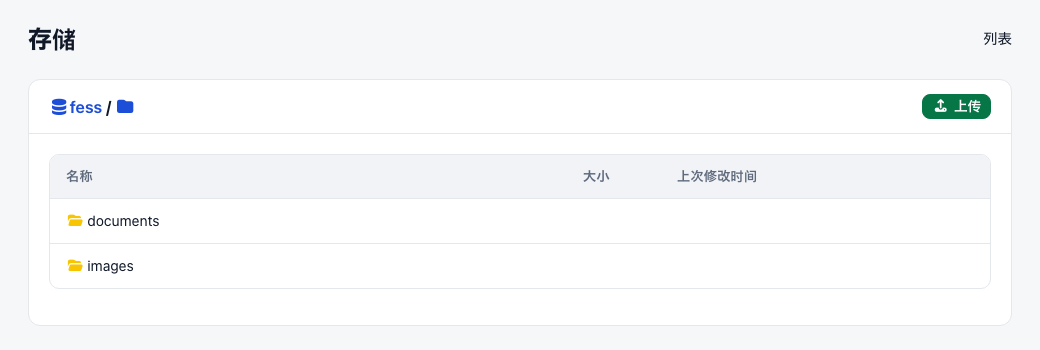 存储
列表
fess /
上传
名称 大小 上次修改时间
documents
images